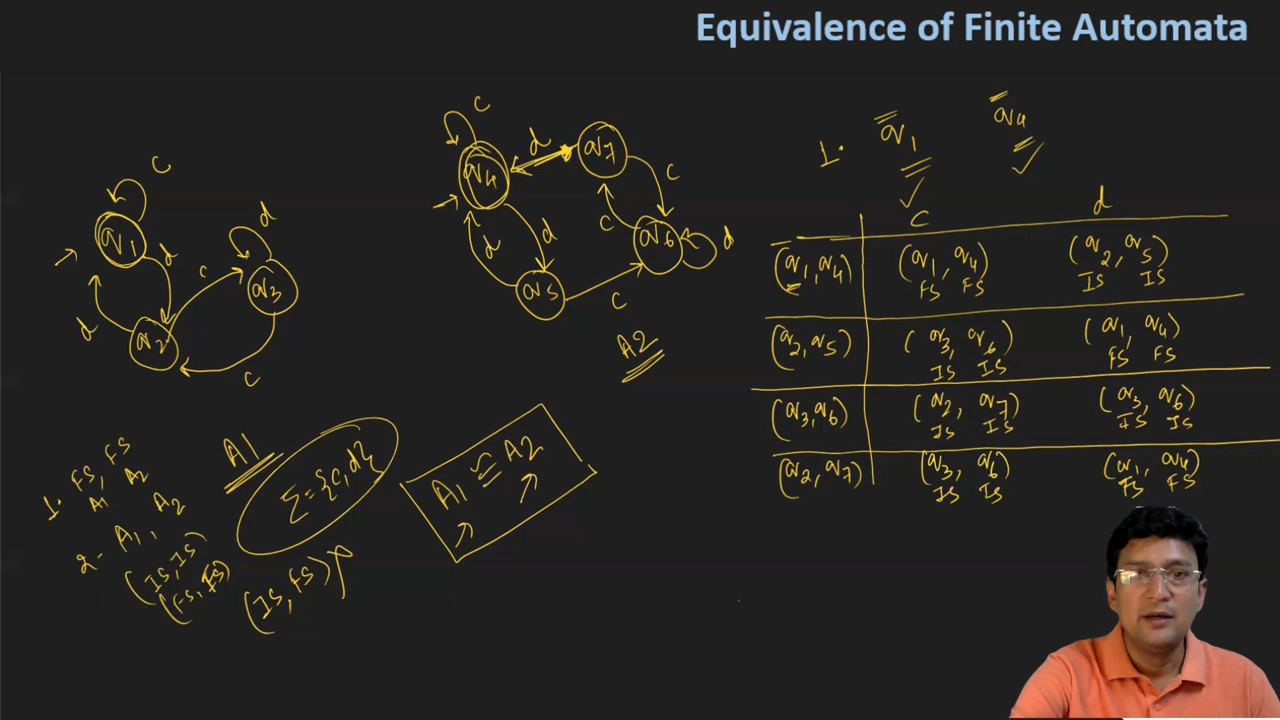 Equivalence of Finite Automata
c
q1
d
d
q2
c
d
q3
c
A1
c
q4
d
q7
c
c
q6
d
d
d
q5
c
A2
1. q1 q4
c d
(q1, q4) (q1, q4) (q2, q5)
FS FS IS IS
(q2, q5) (q3, q6) (q1, q4)
IS IS FS FS
(q3, q6) (q2, q7) (q3, q6)
IS IS IS IS
(q2, q7) (q3, q6) (q1, q4)
IS IS FS FS
1. FS, FS
A1 A2
2. A1, A2
(IS, IS)
(FS, FS)
(IS, FS) X
Σ = {c, d}
A1 ≅ A2